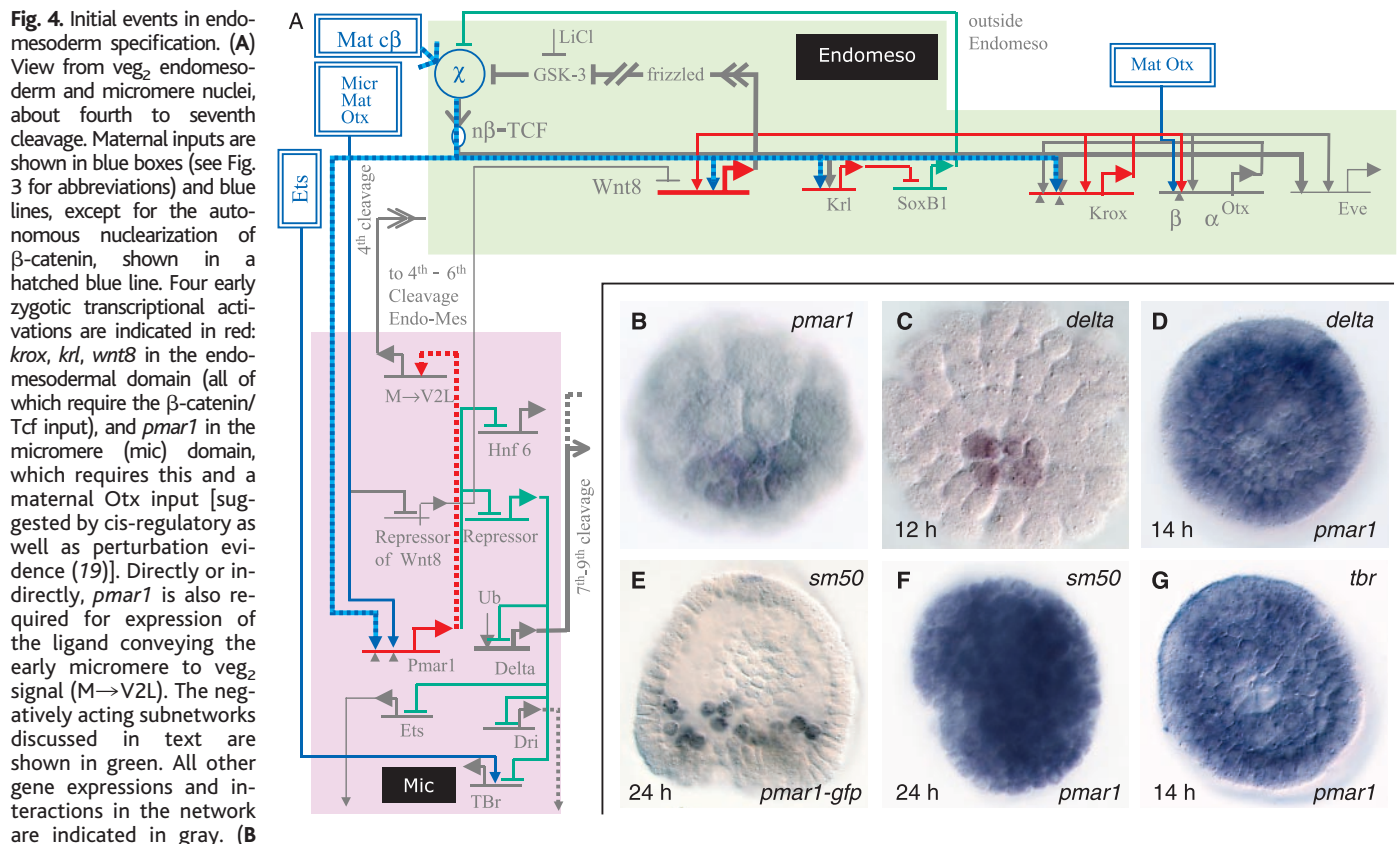 Fig. 4. Initial events in endo-
mesoderm specification. (A)
View from veg₂ endomeso-
derm and micromere nuclei,
about fourth to seventh
cleavage. Maternal inputs are
shown in blue boxes (see Fig.
3 for abbreviations) and blue
lines, except for the auto-
nomous nuclearization of
β-catenin, shown in a
hatched blue line. Four early
zygotic transcriptional acti-
vations are indicated in red:
krox, krl, wnt8 in the endo-
mesodermal domain (all of
which require the β-catenin/
Tcf input), and pmar1 in the
micromere (mic) domain,
which requires this and a
maternal Otx input [sug-
gested by cis-regulatory as
well as perturbation evi-
dence (19)]. Directly or in-
directly, pmar1 is also re-
quired for expression of
the ligand conveying the
early micromere to veg₂
signal (M→V2L). The neg-
atively acting subnetworks
discussed in text are
shown in green. All other
gene expressions and in-
teractions in the network
are indicated in gray. (B
A
Mat cβ
χ
LiCl
GSK-3
frizzled
Endomeso
outside
Endomeso
Mat Otx
Micr
Mat
Otx
nβ-TCF
Ets
4th cleavage
Wnt8
Krl
SoxB1
Krox
β
α
Otx
Eve
to 4th - 6th
Cleavage
Endo-Mes
M→V2L
Hnf 6
Repressor
of Wnt8
Repressor
7th-9th cleavage
Ub
Pmar1
Delta
Ets
Dri
Mic
TBr
B
pmar1
C
delta
12 h
D
delta
14 h
pmar1
E
sm50
24 h
pmar1-gfp
F
sm50
24 h
pmar1
G
tbr
14 h
pmar1